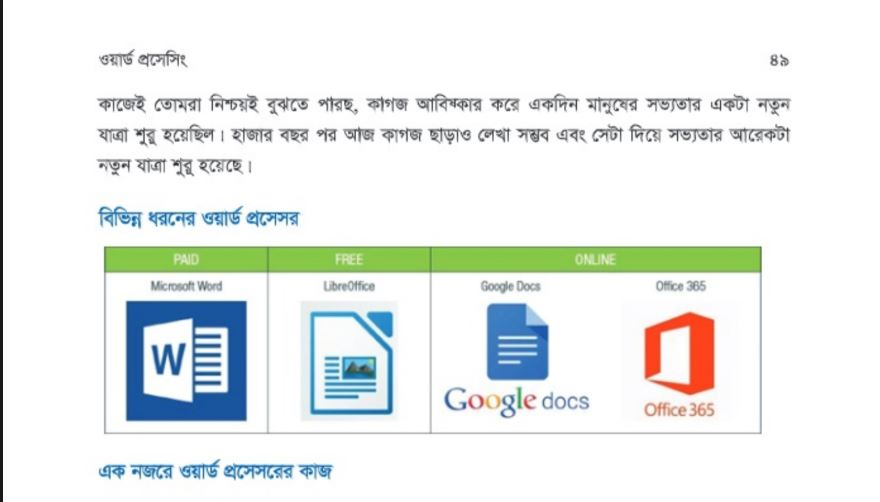 ওয়ার্ড প্রসেসিং ৪৯
কাজেই তোমরা নিশ্চয়ই বুঝতে পারছ, কাগজ আবিষ্কার করে একদিন মানুষের সভ্যতার একটা নতুন
যাত্রা শুরু হয়েছিল। হাজার বছর পর আজ কাগজ ছাড়াও লেখা সম্ভব এবং সেটা দিয়ে সভ্যতার আরেকটা
নতুন যাত্রা শুরু হয়েছে।
বিভিন্ন ধরনের ওয়ার্ড প্রসেসর
PAID FREE ONLINE
Microsoft Word LibreOffice Google Docs Office 365
W
Google docs Office 365
এক নজরে ওয়ার্ড প্রসেসরের কাজ